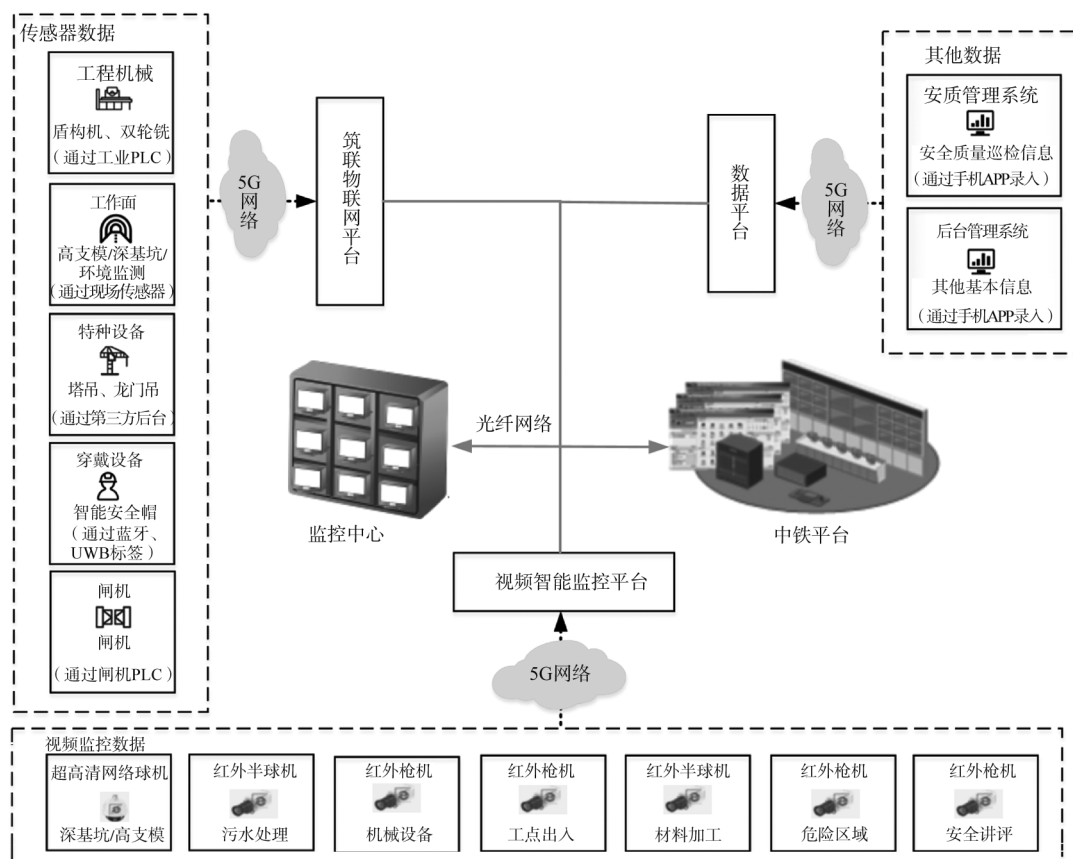 传感器数据
工程机械
盾构机、双轮铣
（通过工业PLC）
工作面
高支模/深基坑/
环境监测
（通过现场传感器）
特种设备
塔吊、龙门吊
（通过第三方后台）
穿戴设备
智能安全帽
（通过蓝牙、
UWB标签）
闸机
闸机
（通过闸机PLC）
5G
网络
筑联物联网平台
数据平台
5G
网络
其他数据
安质管理系统
安全质量巡检信息
（通过手机APP录入）
后台管理系统
其他基本信息
（通过手机APP录入）
光纤网络
监控中心
中铁平台
视频智能监控平台
5G网络
视频监控数据
超高清网络球机
深基坑/高支模
红外半球机
污水处理
红外枪机
机械设备
红外枪机
工点出入
红外半球机
材料加工
红外枪机
危险区域
红外枪机
安全讲评